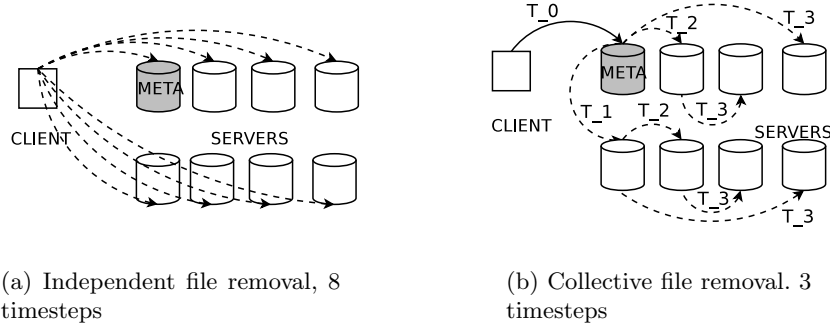 T_0
T_2
T_3
META
META
T_3
T_1
CLIENT
SERVERS
CLIENT
T_2
SERVERS
T_3
T_3
(a) Independent file removal, 8
timesteps
(b) Collective file removal. 3
timesteps